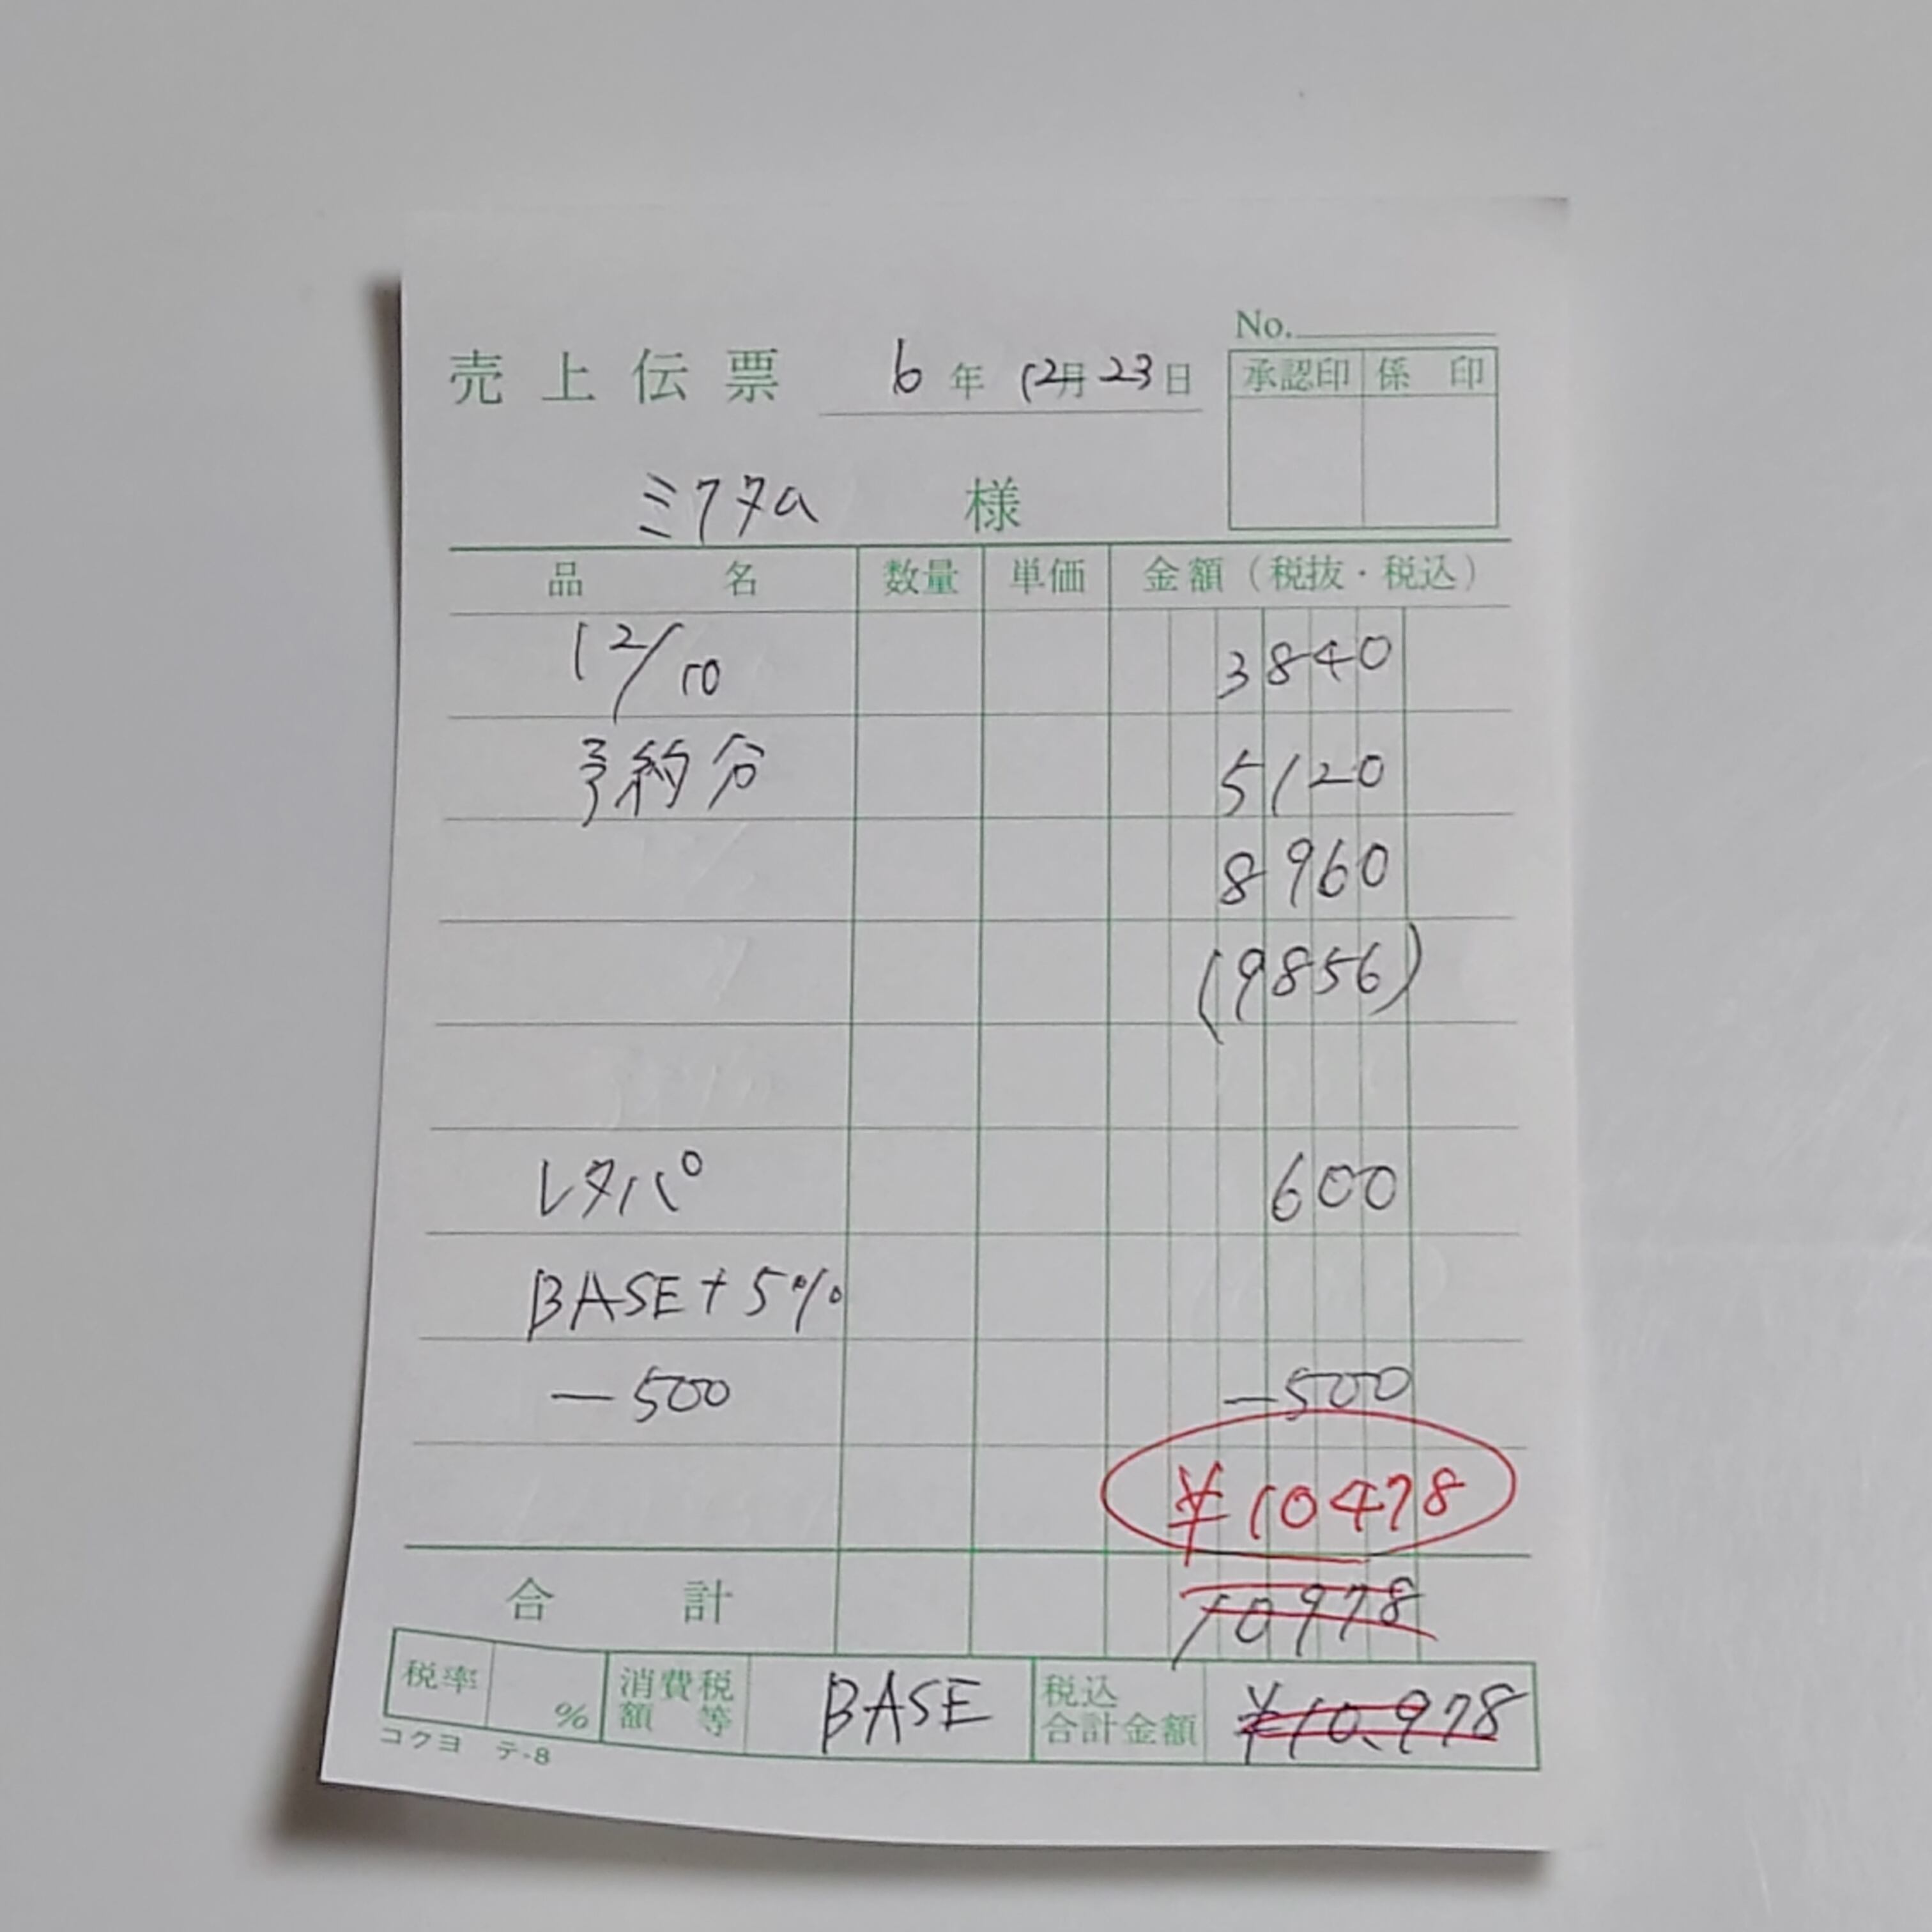 No.
売上伝票 6年 12月 23日
承認印 係印
ミワタa 様
品名 数量 単価 金額（税抜・税込）
12/10 3840
予約分 5120
8960
(9856)
レタパ 600
BASE + 5%
－500 －500
¥10478
合計 10978
税率 % 消費税額等 BASE 税込合計金額 ¥10,978
コクヨ テ-8